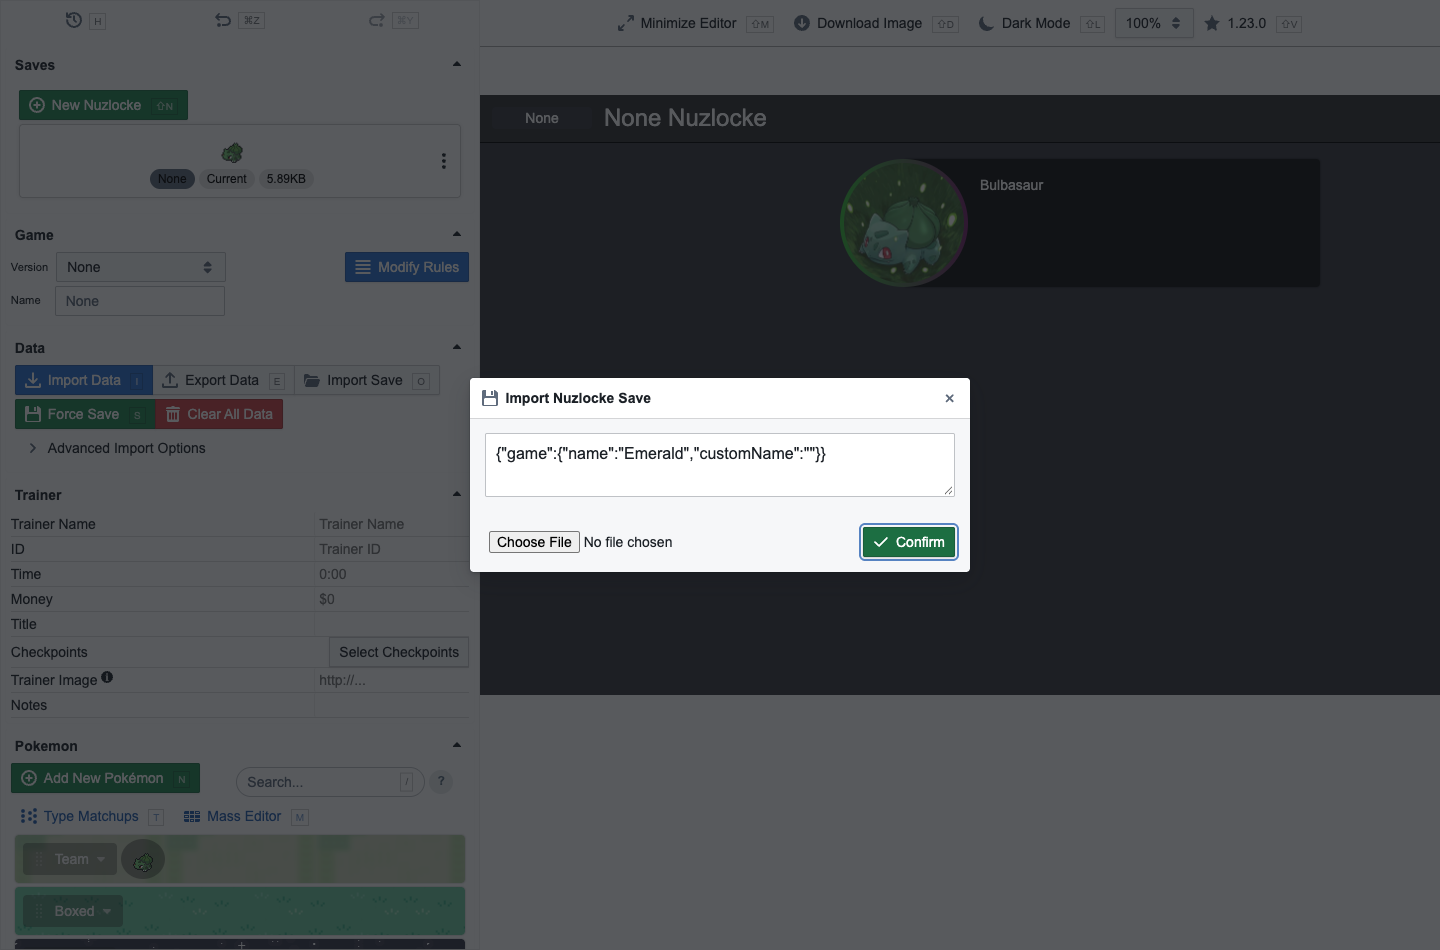 H
⌘Z
⌘Y
Minimize Editor ⇧M
Download Image ⇧D
Dark Mode ⇧L
100%
1.23.0 ⇧V
Saves
New Nuzlocke ⇧N
None Current 5.89KB
Game
Version None
Modify Rules
Name None
Data
Import Data I
Export Data E
Import Save O
Force Save S
Clear All Data
Advanced Import Options
Trainer
Trainer Name Trainer Name
ID Trainer ID
Time 0:00
Money $0
Title
Checkpoints Select Checkpoints
Trainer Image http://...
Notes
Pokemon
Add New Pokémon N
Search... /
?
Type Matchups T
Mass Editor M
Team
Boxed
None
None Nuzlocke
Bulbasaur
Import Nuzlocke Save
{"game":{"name":"Emerald","customName":""}}
Choose File No file chosen
Confirm